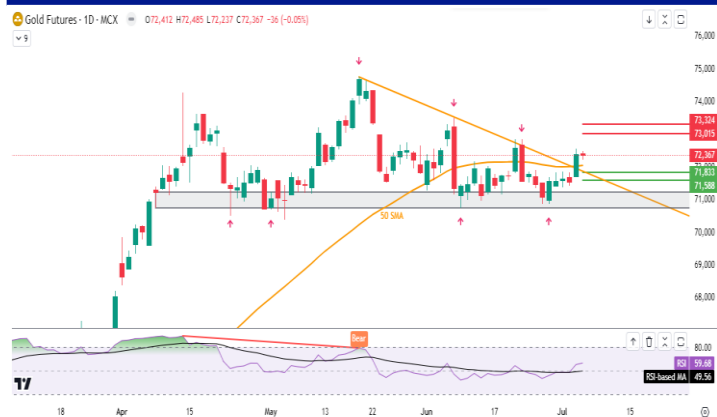 Gold Futures · 1D · MCX O72,412 H72,485 L72,237 C72,367 −36 (−0.05%)
9
76,000
75,000
74,000
73,324
73,015
72,367
71,833
71,588
71,000
70,000
69,000
68,000
50 SMA
Bear
80.00
RSI 59.68
RSI-based MA 49.56
18 Apr 15 May 13 22 Jun 17 Jul 15